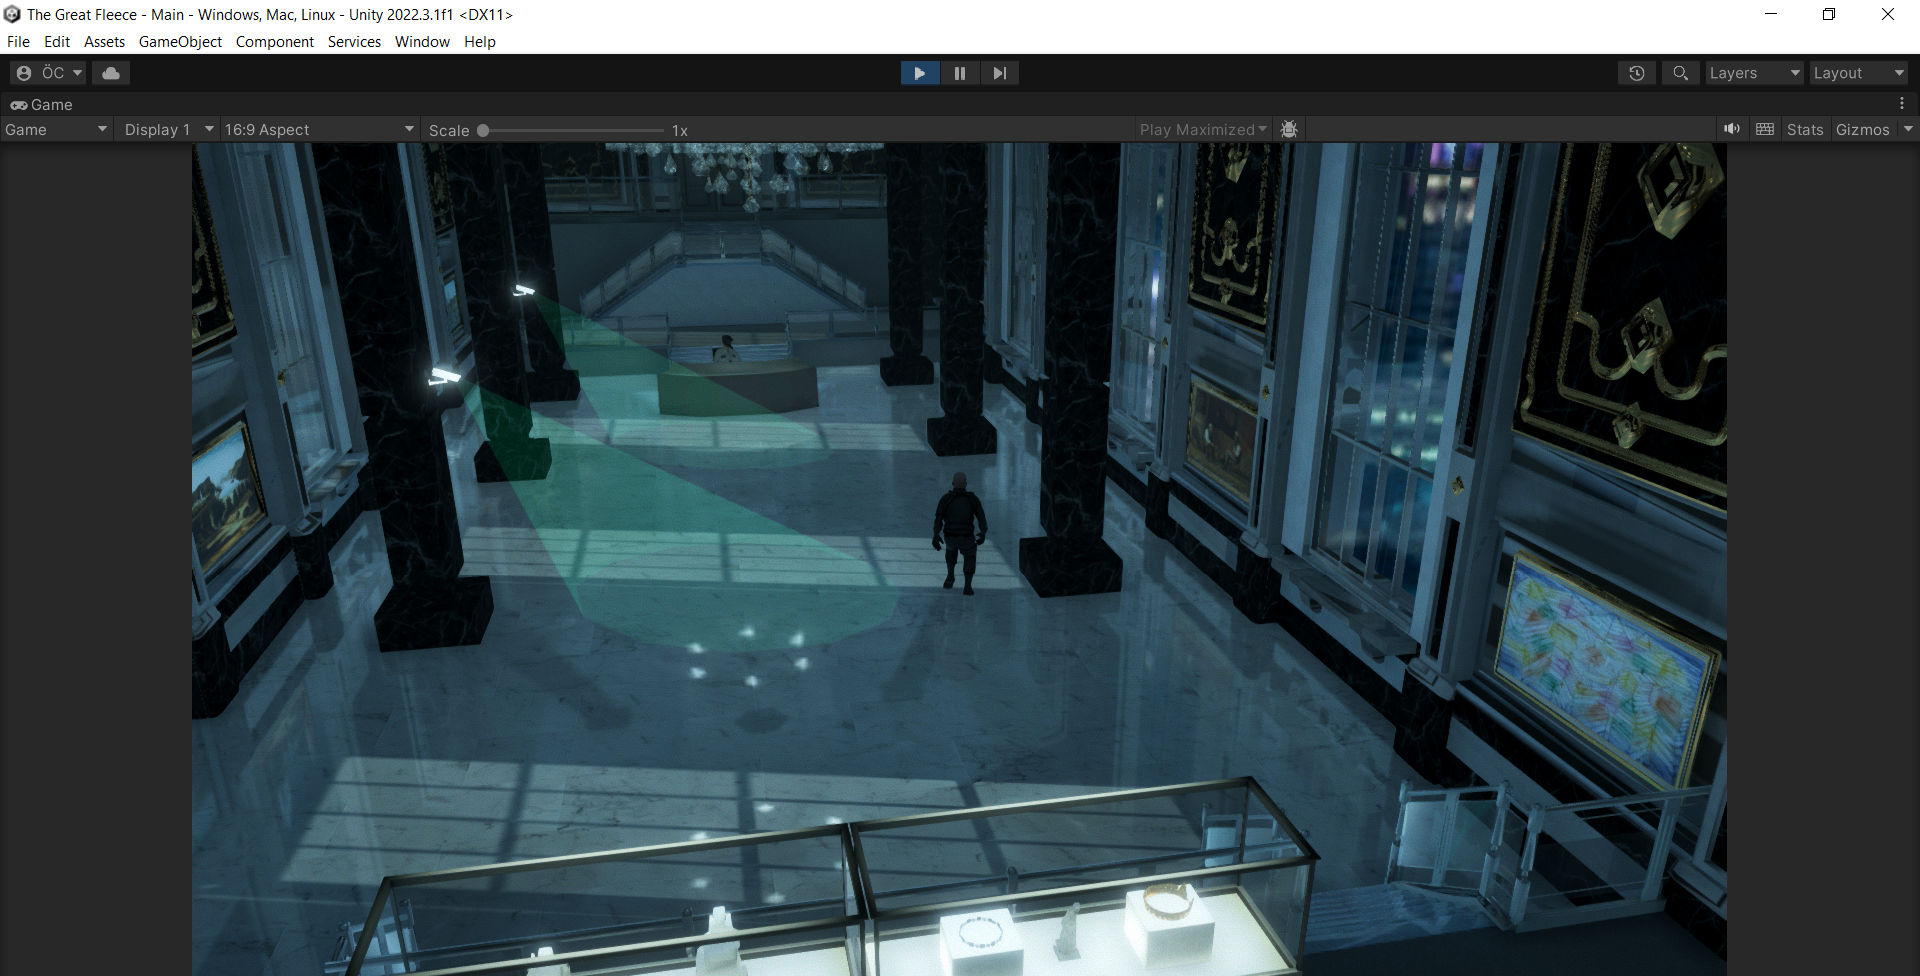 The Great Fleece - Main - Windows, Mac, Linux - Unity 2022.3.1f1 <DX11>
File Edit Assets GameObject Component Services Window Help
ÖC Layers Layout
Game
Game Display 1 16:9 Aspect Scale 1x Play Maximized Stats Gizmos